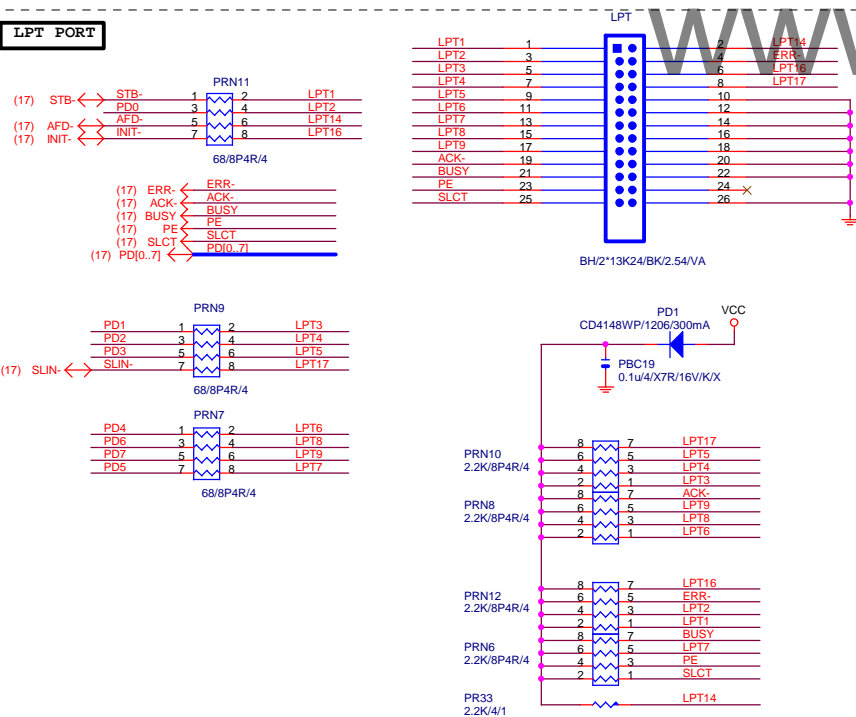 LPT PORT
WWW
LPT
LPT1 1 2 LPT14
LPT2 3 4 ERR-
LPT3 5 6 LPT16
LPT4 7 8 LPT17
LPT5 9 10
LPT6 11 12
LPT7 13 14
LPT8 15 16
LPT9 17 18
ACK- 19 20
BUSY 21 22
PE 23 24
SLCT 25 26
BH/2*13K24/BK/2.54/VA
PRN11
(17) STB- STB- 1 2 LPT1
PD0 3 4 LPT2
(17) AFD- AFD- 5 6 LPT14
(17) INIT- INIT- 7 8 LPT16
68/8P4R/4
(17) ERR- ERR-
(17) ACK- ACK-
(17) BUSY BUSY
(17) PE PE
(17) SLCT SLCT
(17) PD[0..7] PD[0..7]
PRN9
PD1 1 2 LPT3
PD2 3 4 LPT4
PD3 5 6 LPT5
(17) SLIN- SLIN- 7 8 LPT17
68/8P4R/4
PRN7
PD4 1 2 LPT6
PD6 3 4 LPT8
PD7 5 6 LPT9
PD5 7 8 LPT7
68/8P4R/4
PD1 VCC
CD4148WP/1206/300mA
PBC19
0.1u/4/X7R/16V/K/X
PRN10
2.2K/8P4R/4
8 7 LPT17
6 5 LPT5
4 3 LPT4
2 1 LPT3
PRN8
2.2K/8P4R/4
8 7 ACK-
6 5 LPT9
4 3 LPT8
2 1 LPT6
PRN12
2.2K/8P4R/4
8 7 LPT16
6 5 ERR-
4 3 LPT2
2 1 LPT1
PRN6
2.2K/8P4R/4
8 7 BUSY
6 5 LPT7
4 3 PE
2 1 SLCT
PR33
2.2K/4/1
LPT14